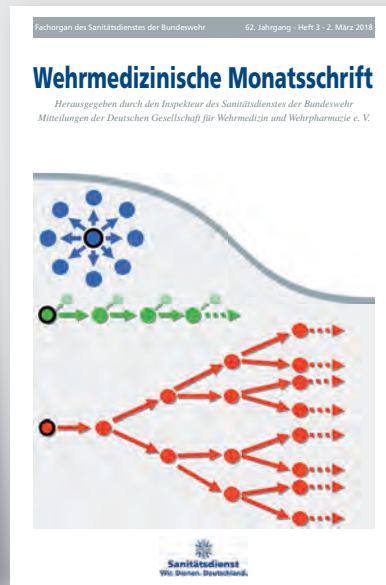 Fachorgan des Sanitätsdienstes der Bundeswehr 62. Jahrgang - Heft 3 - 2. März 2018
Wehrmedizinische Monatsschrift
Herausgegeben durch den Inspekteur des Sanitätsdienstes der Bundeswehr
Mitteilungen der Deutschen Gesellschaft für Wehrmedizin und Wehrpharmazie e. V.
Sanitätsdienst
Wir. Dienen. Deutschland.